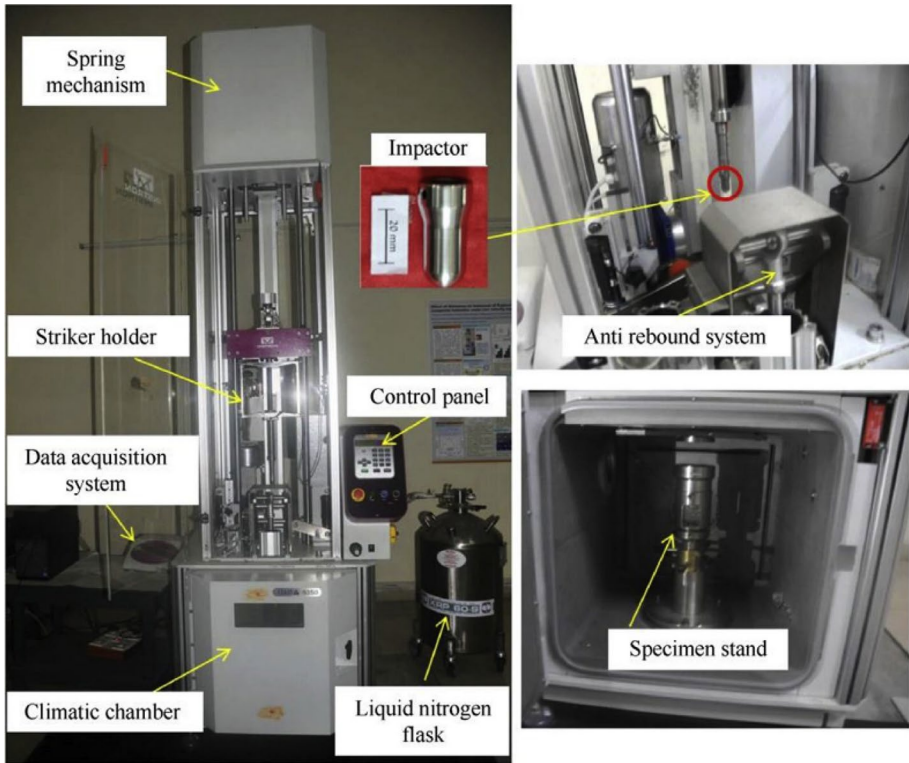 Spring
mechanism
Impactor
20 mm
Striker holder
Anti rebound system
Control panel
Data acquisition
system
Specimen stand
Climatic chamber
Liquid nitrogen
flask